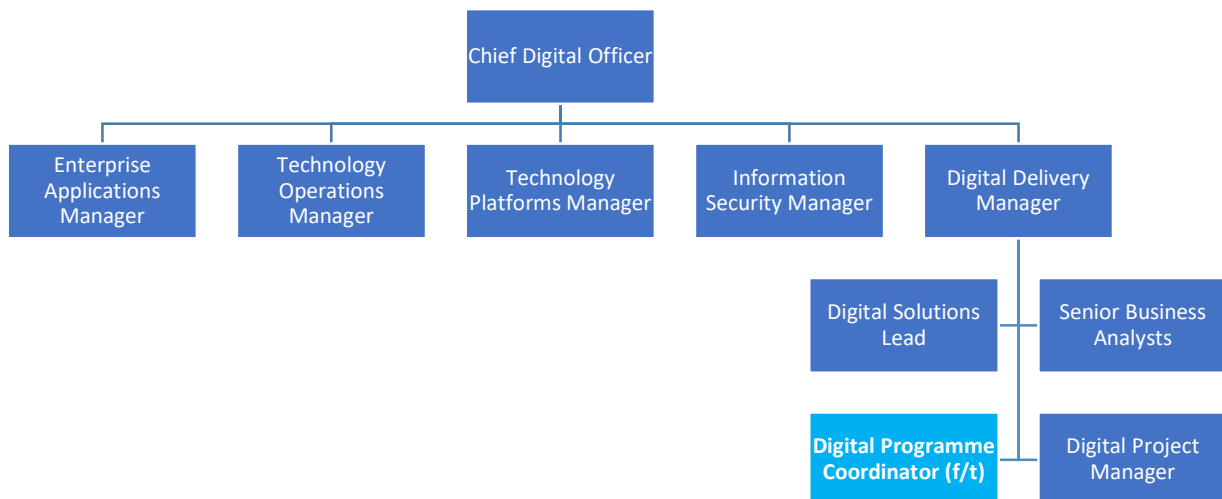 Chief Digital Officer
Enterprise
Applications
Manager
Technology
Operations
Manager
Technology
Platforms Manager
Information
Security Manager
Digital Delivery
Manager
Digital Solutions
Lead
Senior Business
Analysts
Digital Programme
Coordinator (f/t)
Digital Project
Manager